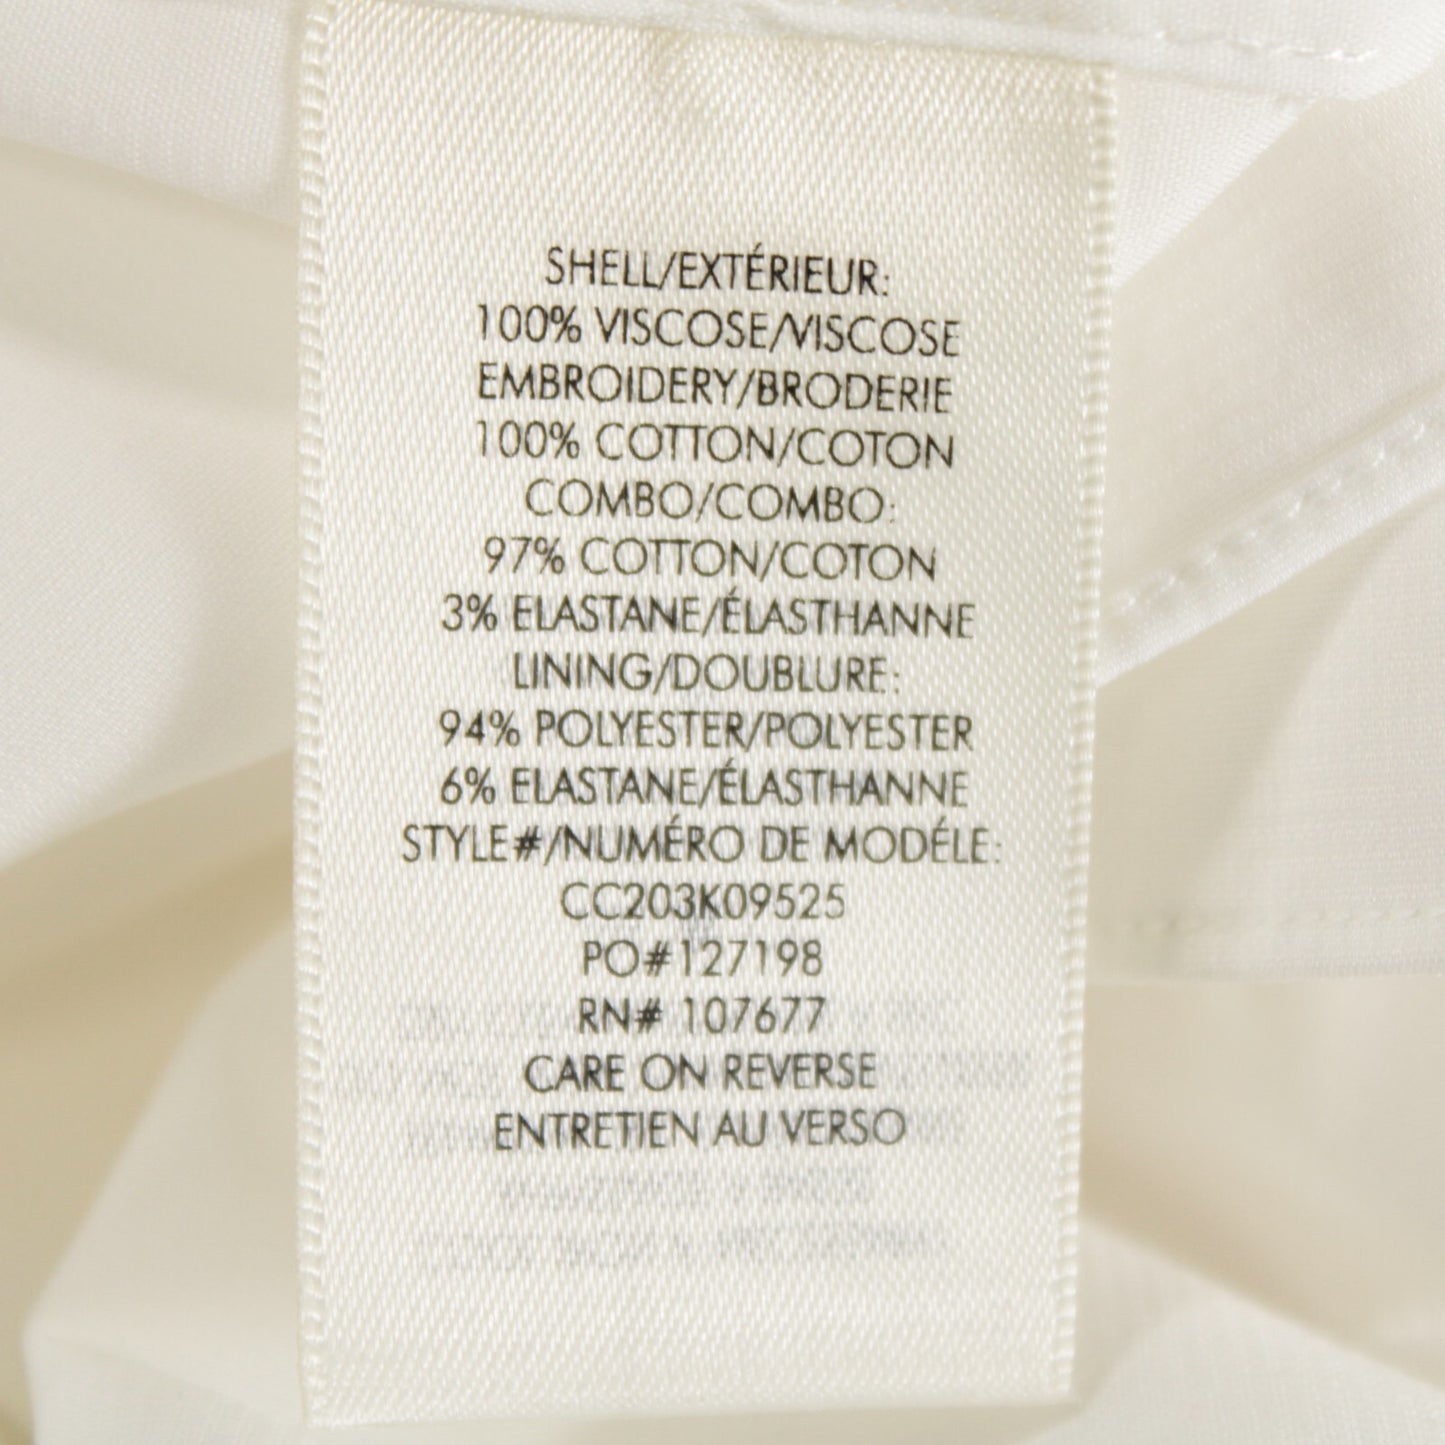 SHELL/EXTÉRIEUR:
100% VISCOSE/VISCOSE
EMBROIDERY/BRODERIE
100% COTTON/COTON
COMBO/COMBO:
97% COTTON/COTON
3% ELASTANE/ÉLASTHANNE
LINING/DOUBLURE:
94% POLYESTER/POLYESTER
6% ELASTANE/ÉLASTHANNE
STYLE#/NUMÉRO DE MODÉLE:
CC203K09525
PO#127198
RN# 107677
CARE ON REVERSE
ENTRETIEN AU VERSO